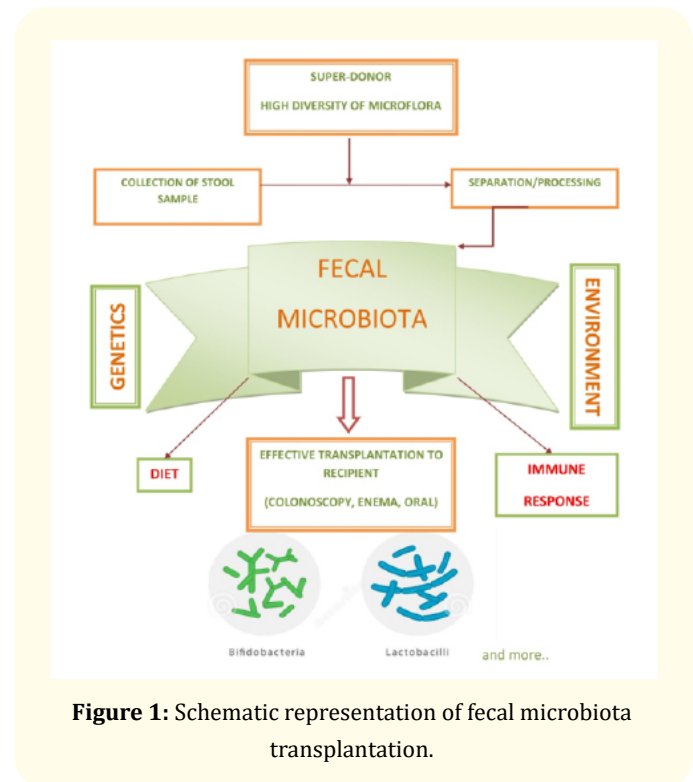 SUPER-DONOR
HIGH DIVERSITY OF MICROFLORA
COLLECTION OF STOOL
SAMPLE
SEPARATION/PROCESSING
FECAL
MICROBIOTA
GENETICS
ENVIRONMENT
DIET
EFFECTIVE TRANSPLANTATION TO
RECIPIENT
(COLONOSCOPY, ENEMA, ORAL)
IMMUNE
RESPONSE
Bifidobacteria
Lactobacilli
and more..
Figure 1: Schematic representation of fecal microbiota
transplantation.